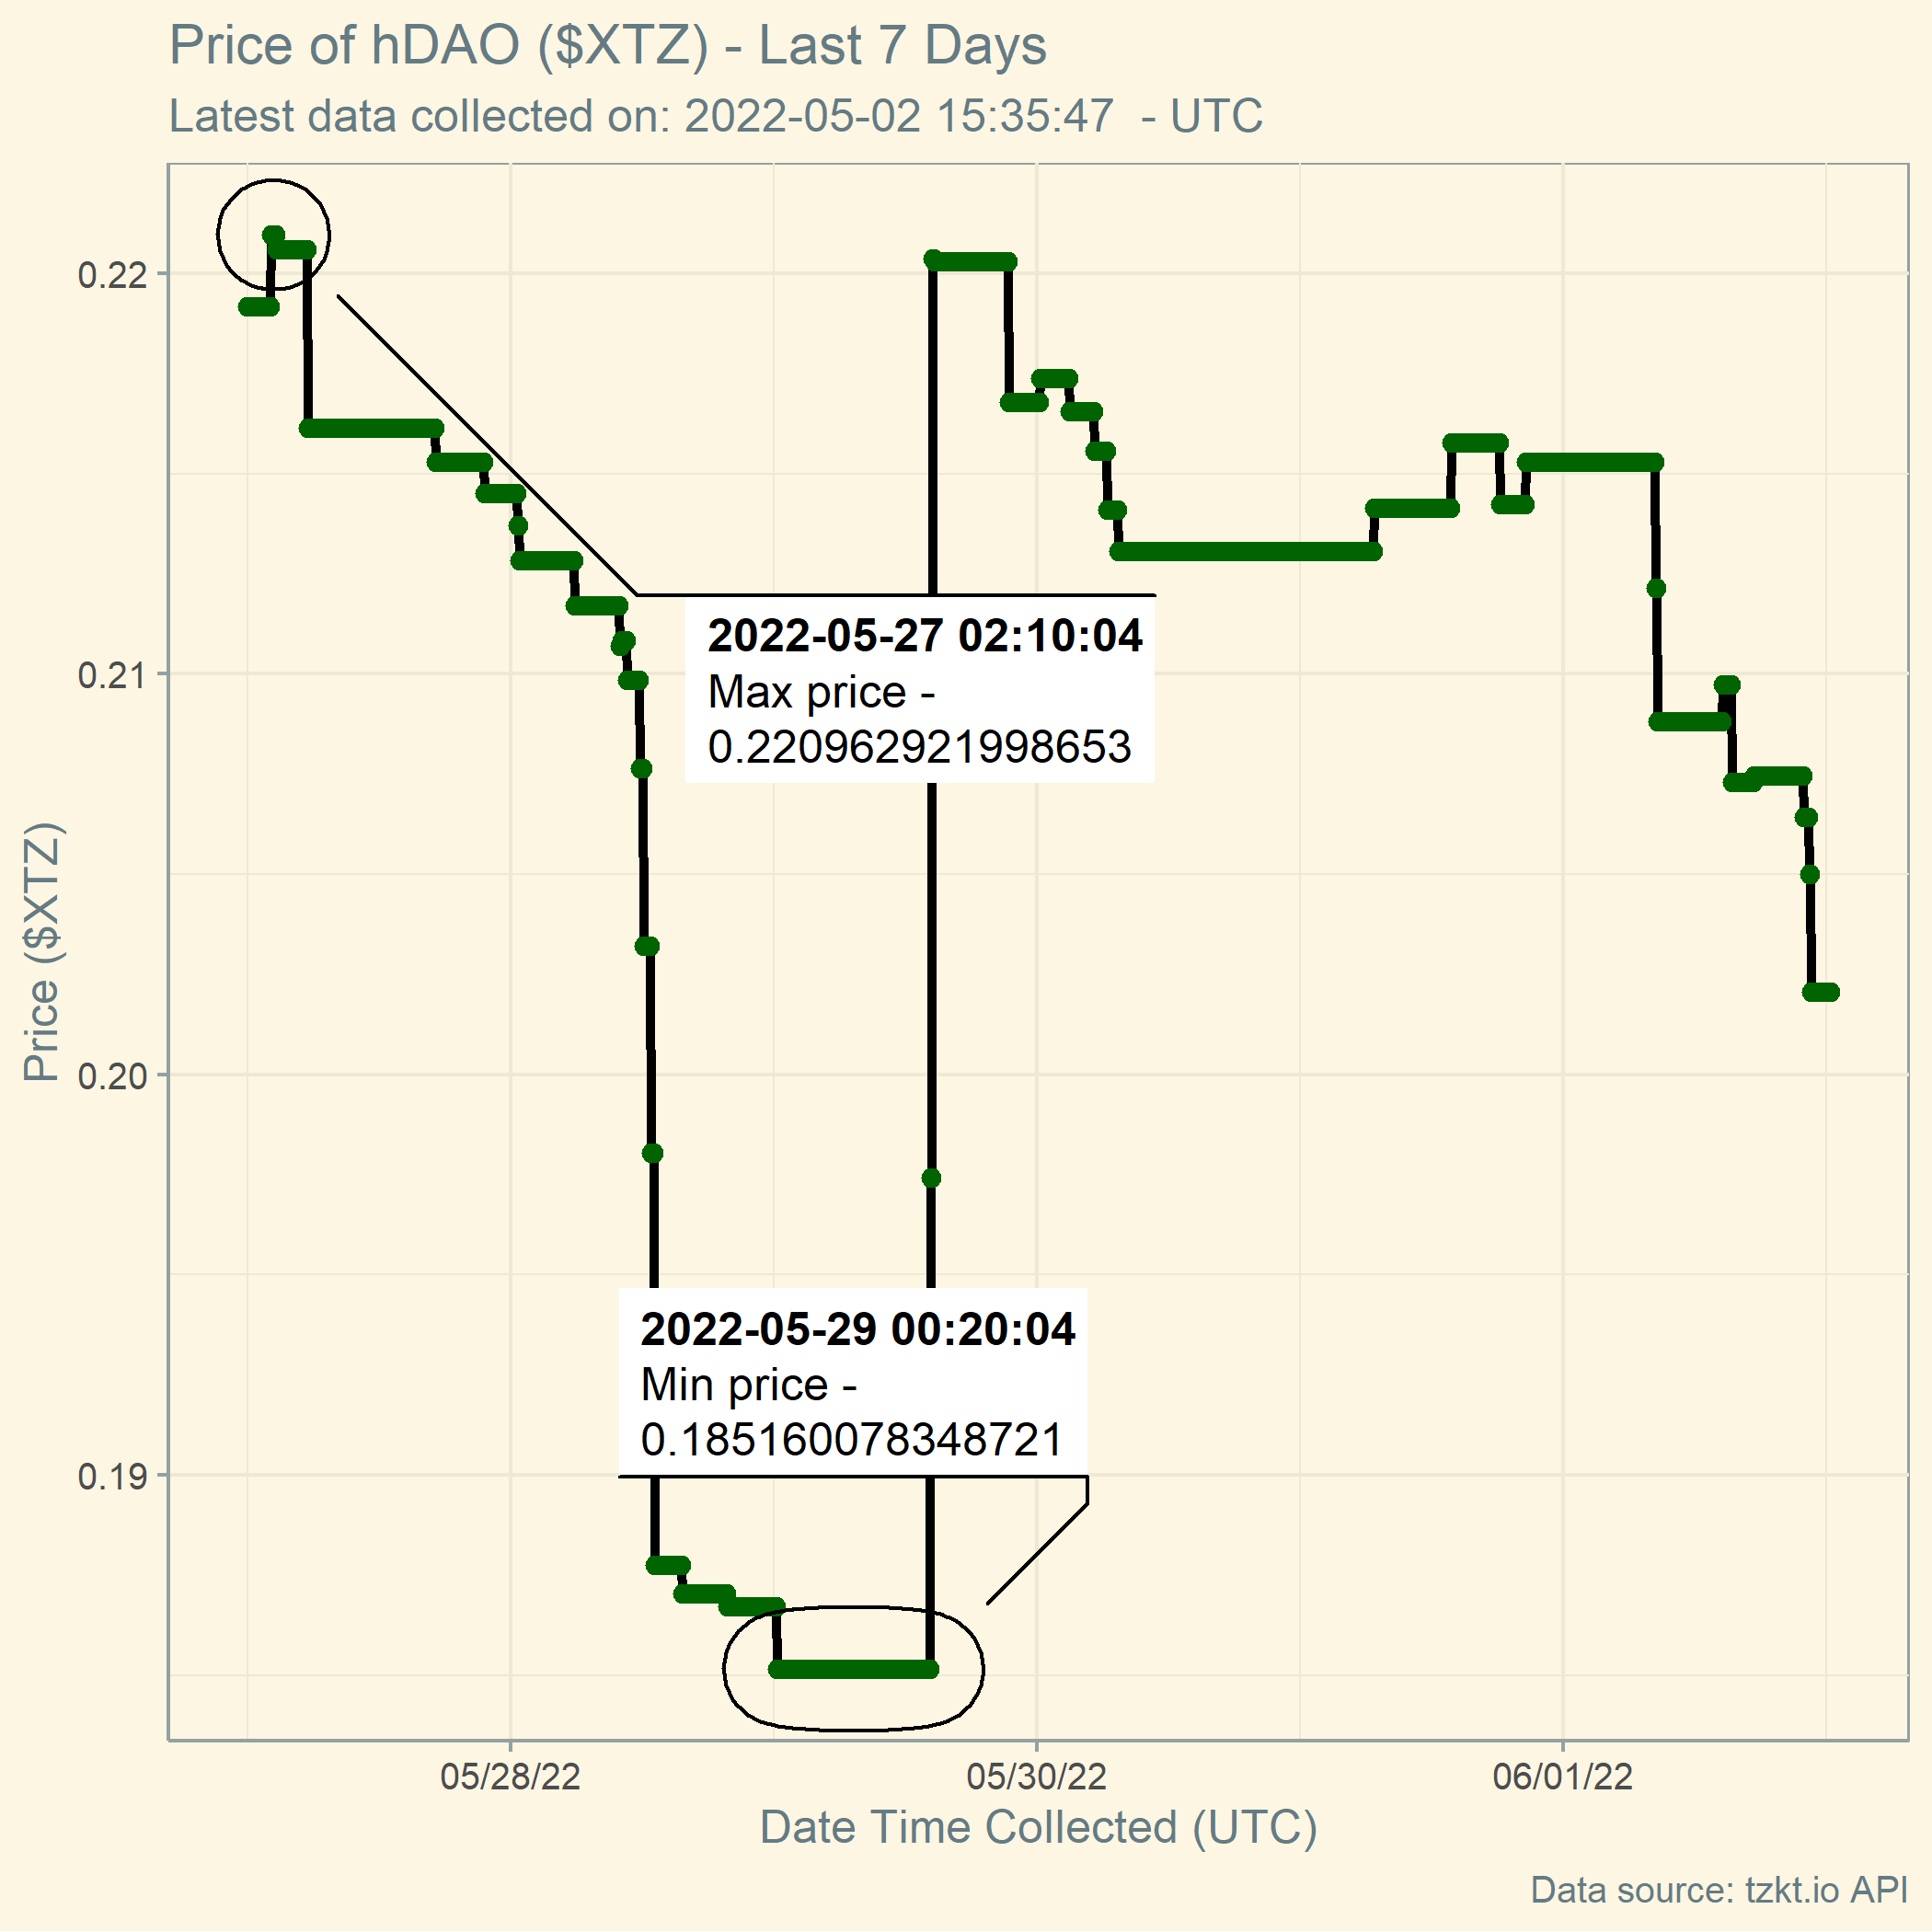 Price of hDAO ($XTZ) - Last 7 Days
Latest data collected on: 2022-05-02 15:35:47  - UTC
0.22
0.21
0.20
0.19
Price ($XTZ)
2022-05-27 02:10:04
Max price -
0.220962921998653
2022-05-29 00:20:04
Min price -
0.185160078348721
05/28/22
05/30/22
06/01/22
Date Time Collected (UTC)
Data source: tzkt.io API